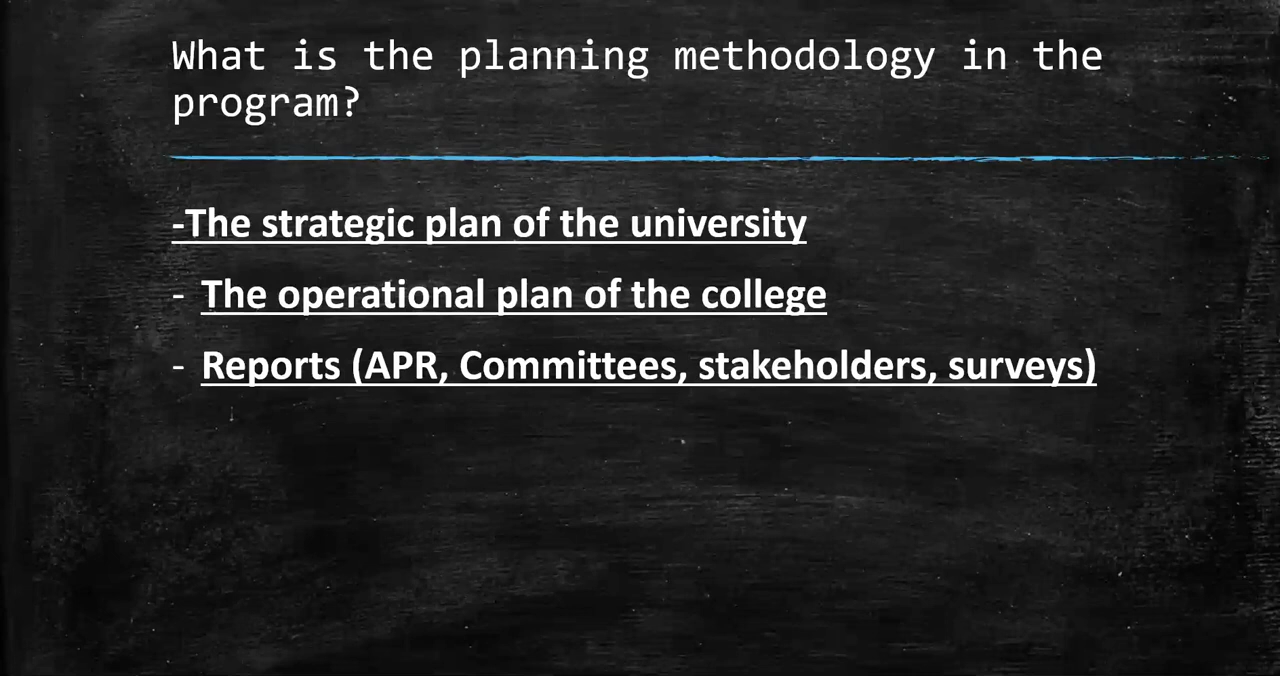 What is the planning methodology in the
program?
-The strategic plan of the university
- The operational plan of the college
- Reports (APR, Committees, stakeholders, surveys)